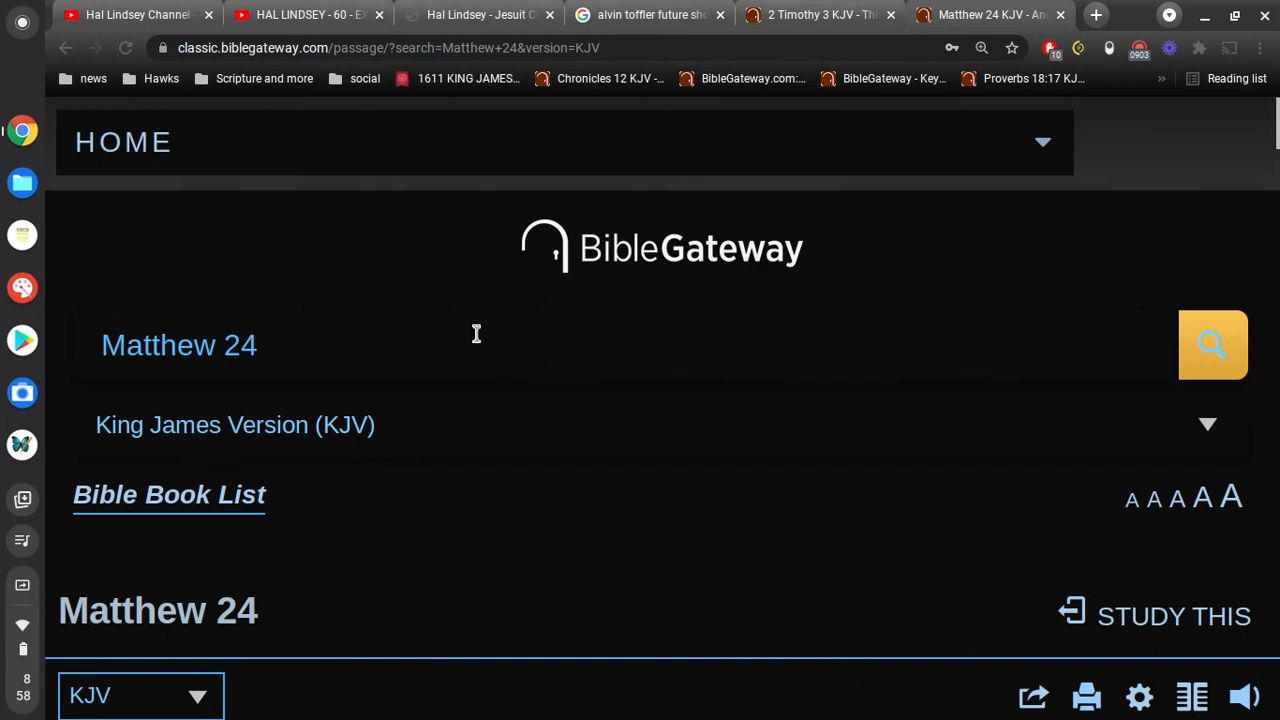 Hal Lindsey Channel -
HAL LINDSEY - 60 - E
Hal Lindsey - Jesuit C
alvin toffler future sho
2 Timothy 3 KJV - Th
Matthew 24 KJV - An
classic.biblegateway.com/passage/?search=Matthew+24&version=KJV
10
0903
news
Hawks
Scripture and more
social
1611 KING JAMES...
Chronicles 12 KJV -...
BibleGateway.com:...
BibleGateway - Key...
Proverbs 18:17 KJ...
»
Reading list
HOME
BibleGateway
Matthew 24
King James Version (KJV)
Bible Book List
A A A A A
Matthew 24
STUDY THIS
KJV
8
58